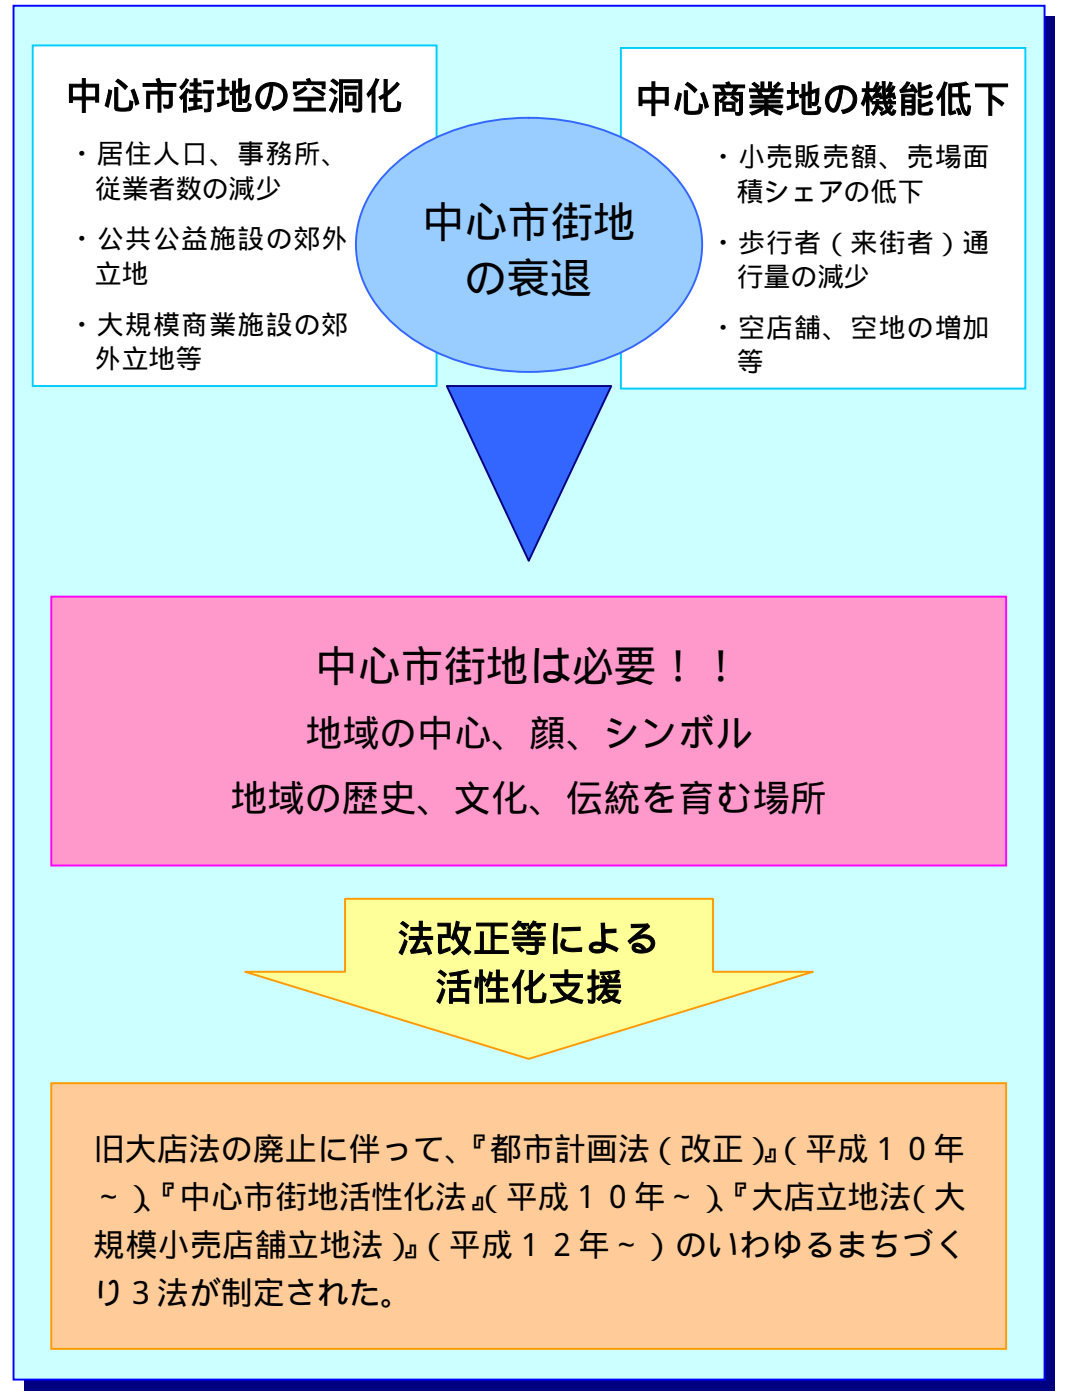 中心市街地の空洞化
・居住人口、事務所、
従業者数の減少
・公共公益施設の郊外
立地
・大規模商業施設の郊
外立地等
中心市街地
の衰退
中心商業地の機能低下
・小売販売額、売場面
積シェアの低下
・歩行者（来街者）通
行量の減少
・空店舗、空地の増加
等
中心市街地は必要！！
地域の中心、顔、シンボル
地域の歴史、文化、伝統を育む場所
法改正等による
活性化支援
旧大店法の廃止に伴って、『都市計画法（改正）』（平成１０年
～）、『中心市街地活性化法』（平成１０年～）、『大店立地法（大
規模小売店舗立地法）』（平成１２年～）のいわゆるまちづく
り３法が制定された。